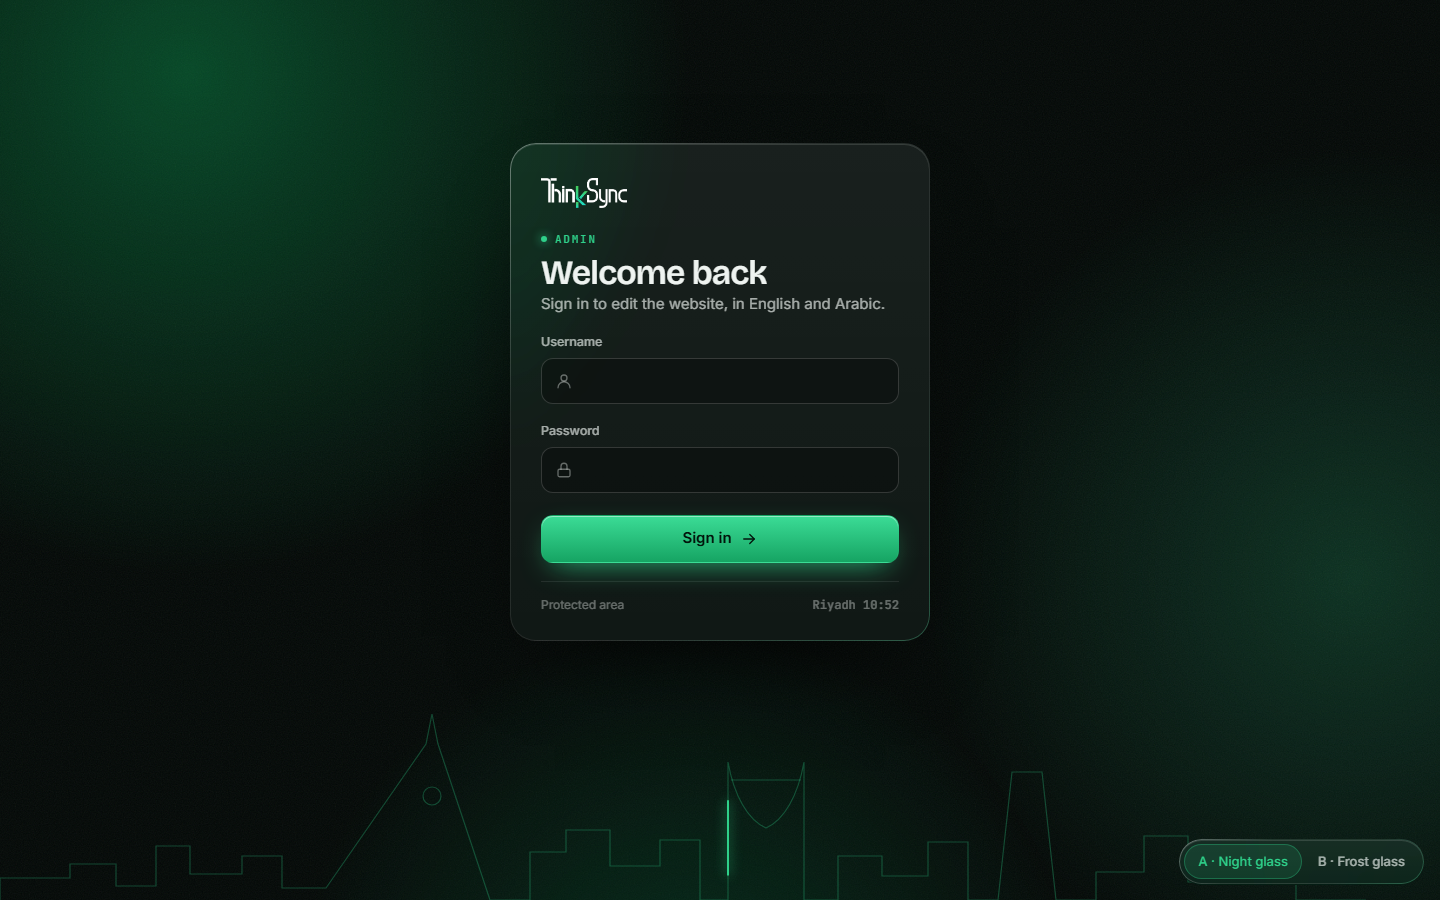 ThinkSync
ADMIN
Welcome back
Sign in to edit the website, in English and Arabic.
Username
Password
Sign in →
Protected area
Riyadh 10:52
A · Night glass
B · Frost glass